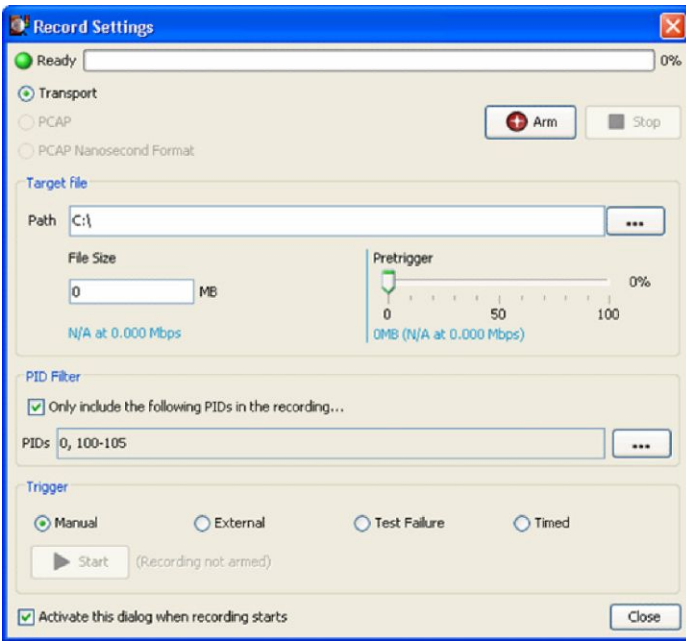 Record Settings
Ready 0%
Transport
PCAP
PCAP Nanosecond Format
Arm
Stop
Target file
Path C:\ ...
File Size
0 MB
N/A at 0.000 Mbps
Pretrigger
0%
0 50 100
0MB (N/A at 0.000 Mbps)
PID Filter
Only include the following PIDs in the recording...
PIDs 0, 100-105 ...
Trigger
Manual External Test Failure Timed
Start (Recording not armed)
Activate this dialog when recording starts
Close